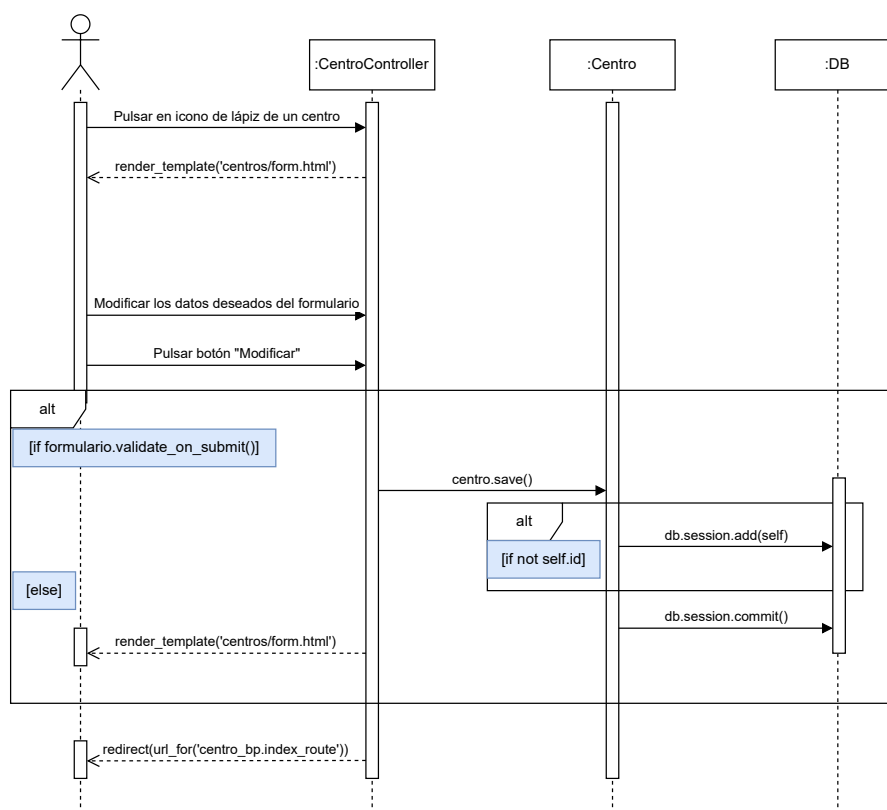 :CentroController
:Centro
:DB
Pulsar en icono de lápiz de un centro
render_template('centros/form.html')
Modificar los datos deseados del formulario
Pulsar botón "Modificar"
alt
[if formulario.validate_on_submit()]
centro.save()
alt
db.session.add(self)
[if not self.id]
[else]
db.session.commit()
render_template('centros/form.html')
redirect(url_for('centro_bp.index_route'))